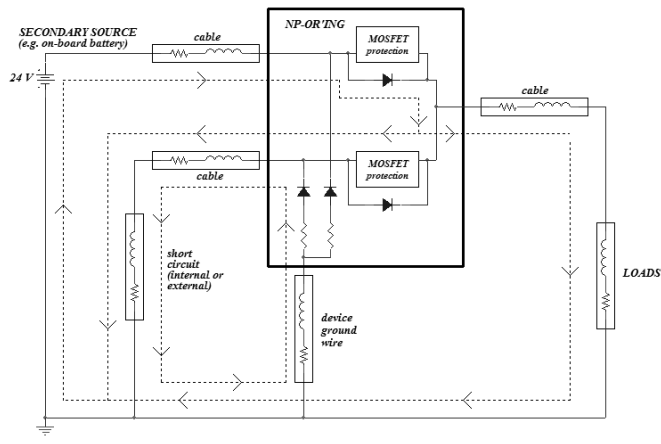 SECONDARY SOURCE
(e.g. on-board battery)
24 V
cable
NP-OR'ING
MOSFET
protection
cable
cable
MOSFET
protection
short
circuit
(internal or
external)
device
ground
wire
LOADS